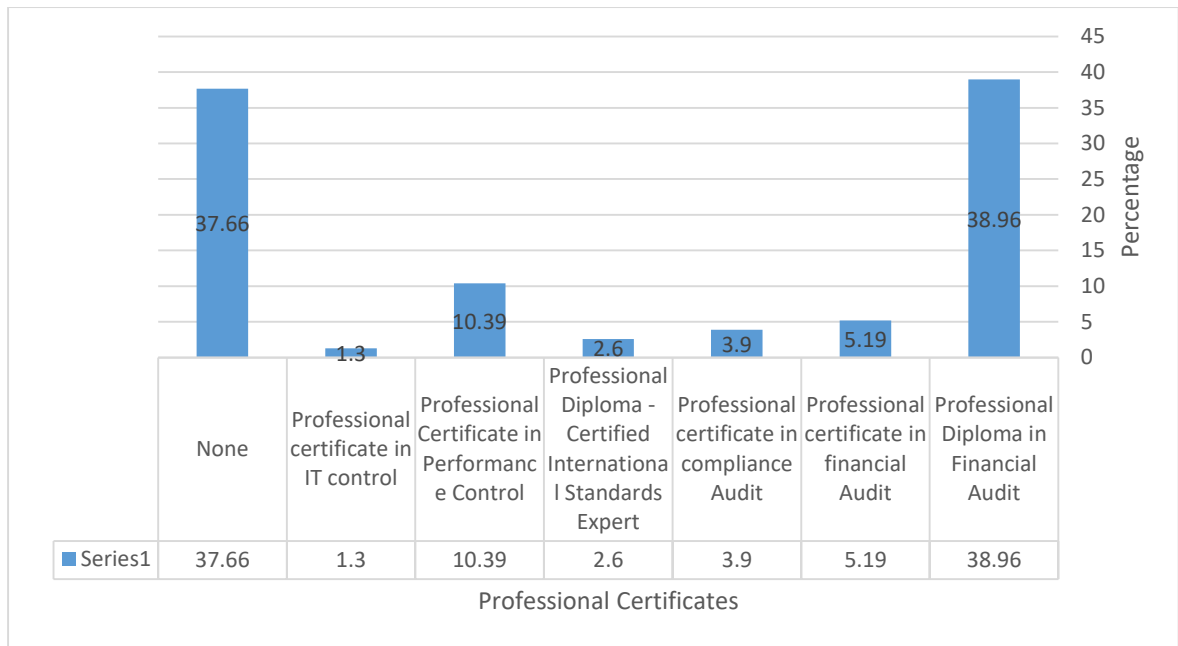 45
40
35
30
25
20
15
10
5
0
Percentage
37.66
1.3
10.39
2.6
3.9
5.19
38.96
None
Professional
certificate in
IT control
Professional
Certificate in
Performanc
e Control
Professional
Diploma -
Certified
Internationa
l Standards
Expert
Professional
certificate in
compliance
Audit
Professional
certificate in
financial
Audit
Professional
Diploma in
Financial
Audit
Series1 37.66 1.3 10.39 2.6 3.9 5.19 38.96
Professional Certificates